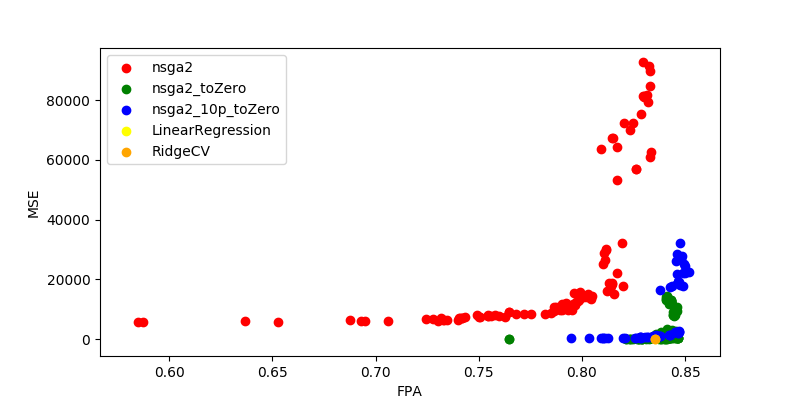 nsga2
nsga2_toZero
nsga2_10p_toZero
LinearRegression
RidgeCV
80000
60000
40000
20000
0
MSE
0.60 0.65 0.70 0.75 0.80 0.85
FPA